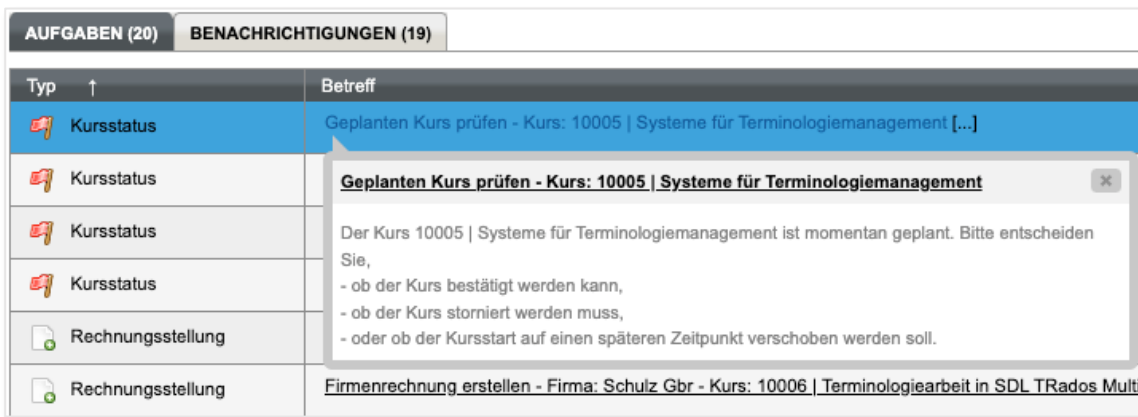 AUFGABEN (20) BENACHRICHTIGUNGEN (19)
Typ ↑ Betreff
Kursstatus Geplanten Kurs prüfen - Kurs: 10005 | Systeme für Terminologiemanagement [...]
Kursstatus
Geplanten Kurs prüfen - Kurs: 10005 | Systeme für Terminologiemanagement
Kursstatus
Der Kurs 10005 | Systeme für Terminologiemanagement ist momentan geplant. Bitte entscheiden
Sie,
Kursstatus
- ob der Kurs bestätigt werden kann,
- ob der Kurs storniert werden muss,
Rechnungsstellung
- oder ob der Kursstart auf einen späteren Zeitpunkt verschoben werden soll.
Rechnungsstellung Firmenrechnung erstellen - Firma: Schulz Gbr - Kurs: 10006 | Terminologiearbeit in SDL TRados Multi